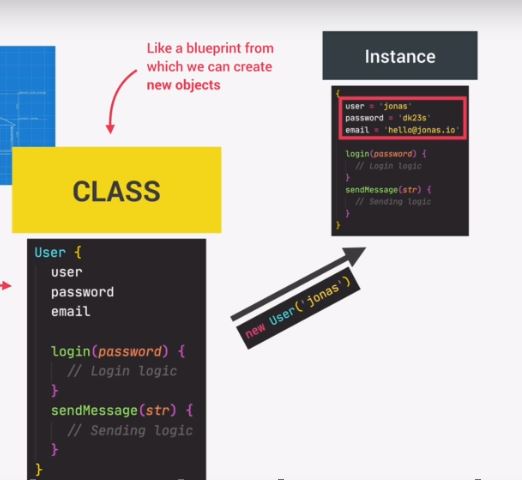 Like a blueprint from
which we can create
new objects
CLASS
User {
user
password
email
login(password) {
// Login logic
}
sendMessage(str) {
// Sending logic
}
}
new User('jonas')
Instance
{
user = 'jonas'
password = 'dk23s'
email = 'hello@jonas.io'
login(password) {
// Login logic
}
sendMessage(str) {
// Sending logic
}
}